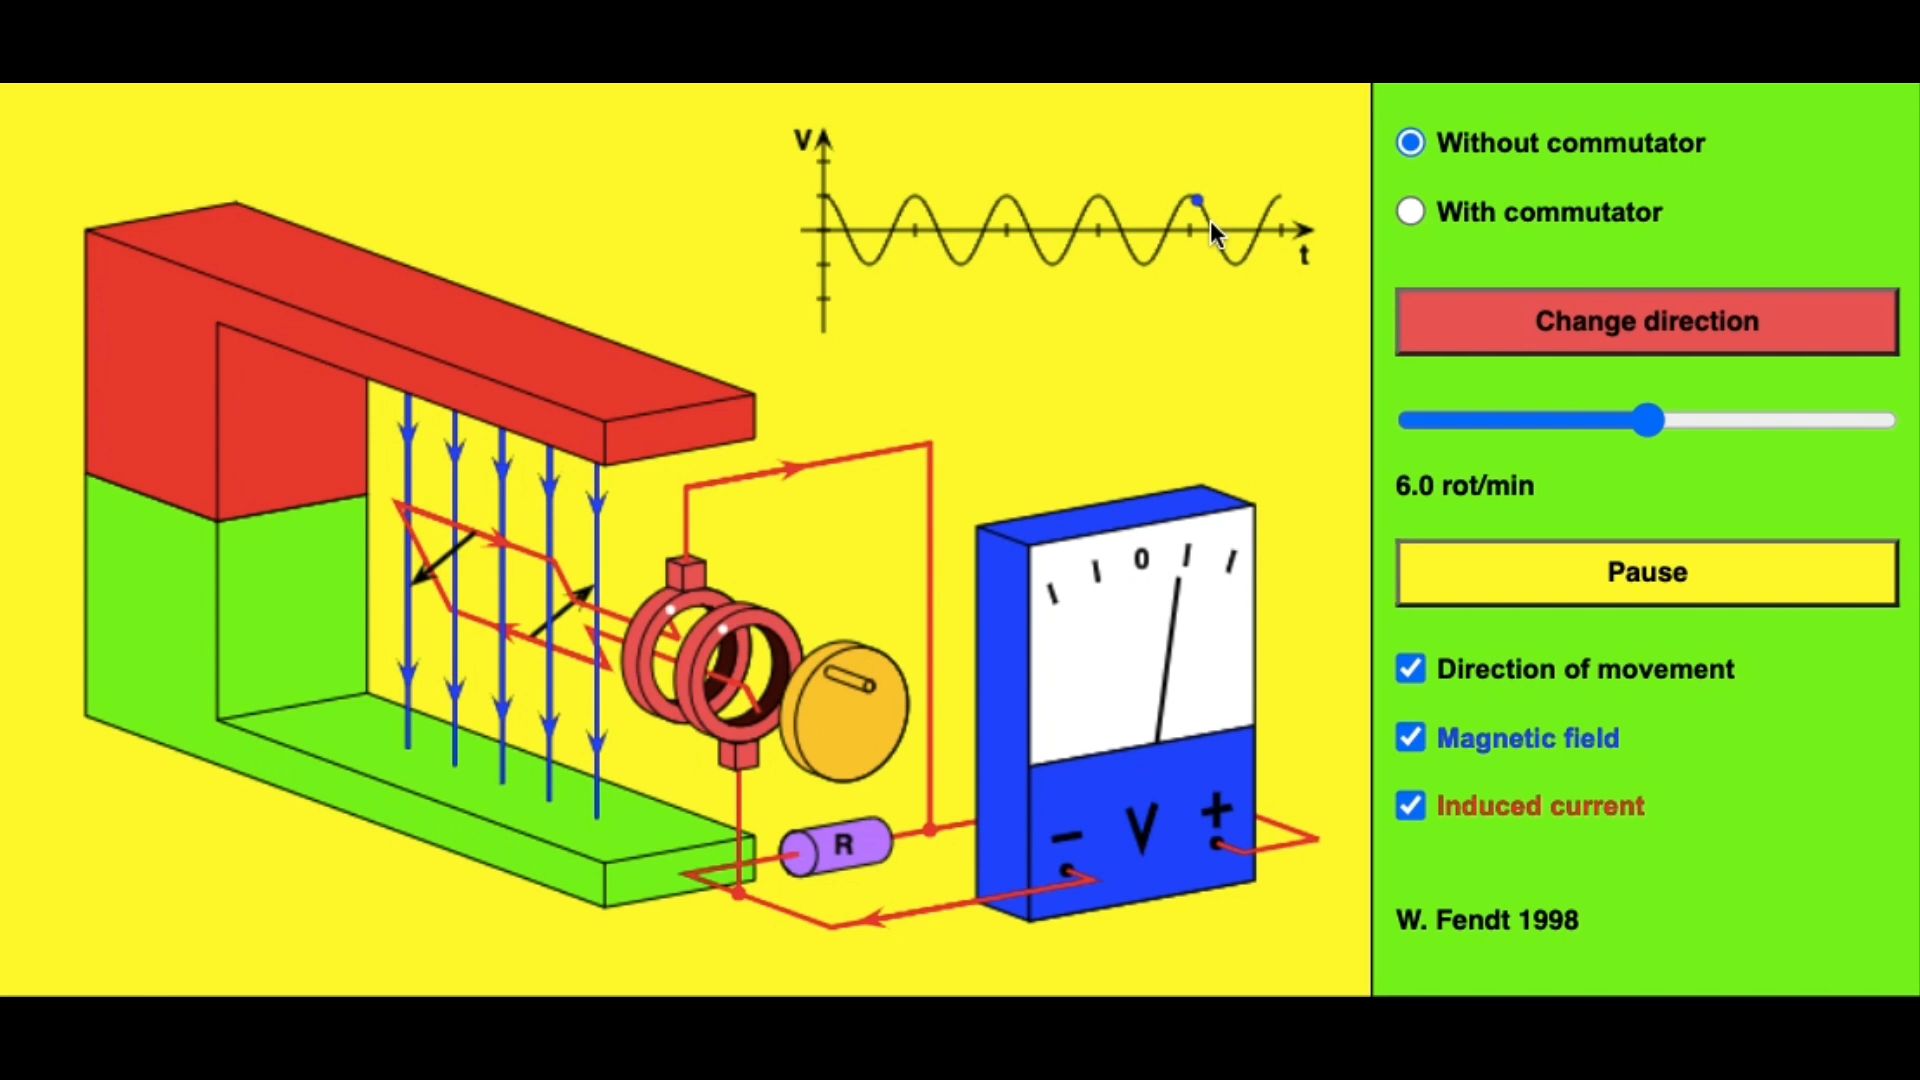 V
t
0
- V +
R
Without commutator
With commutator
Change direction
6.0 rot/min
Pause
Direction of movement
Magnetic field
Induced current
W. Fendt 1998